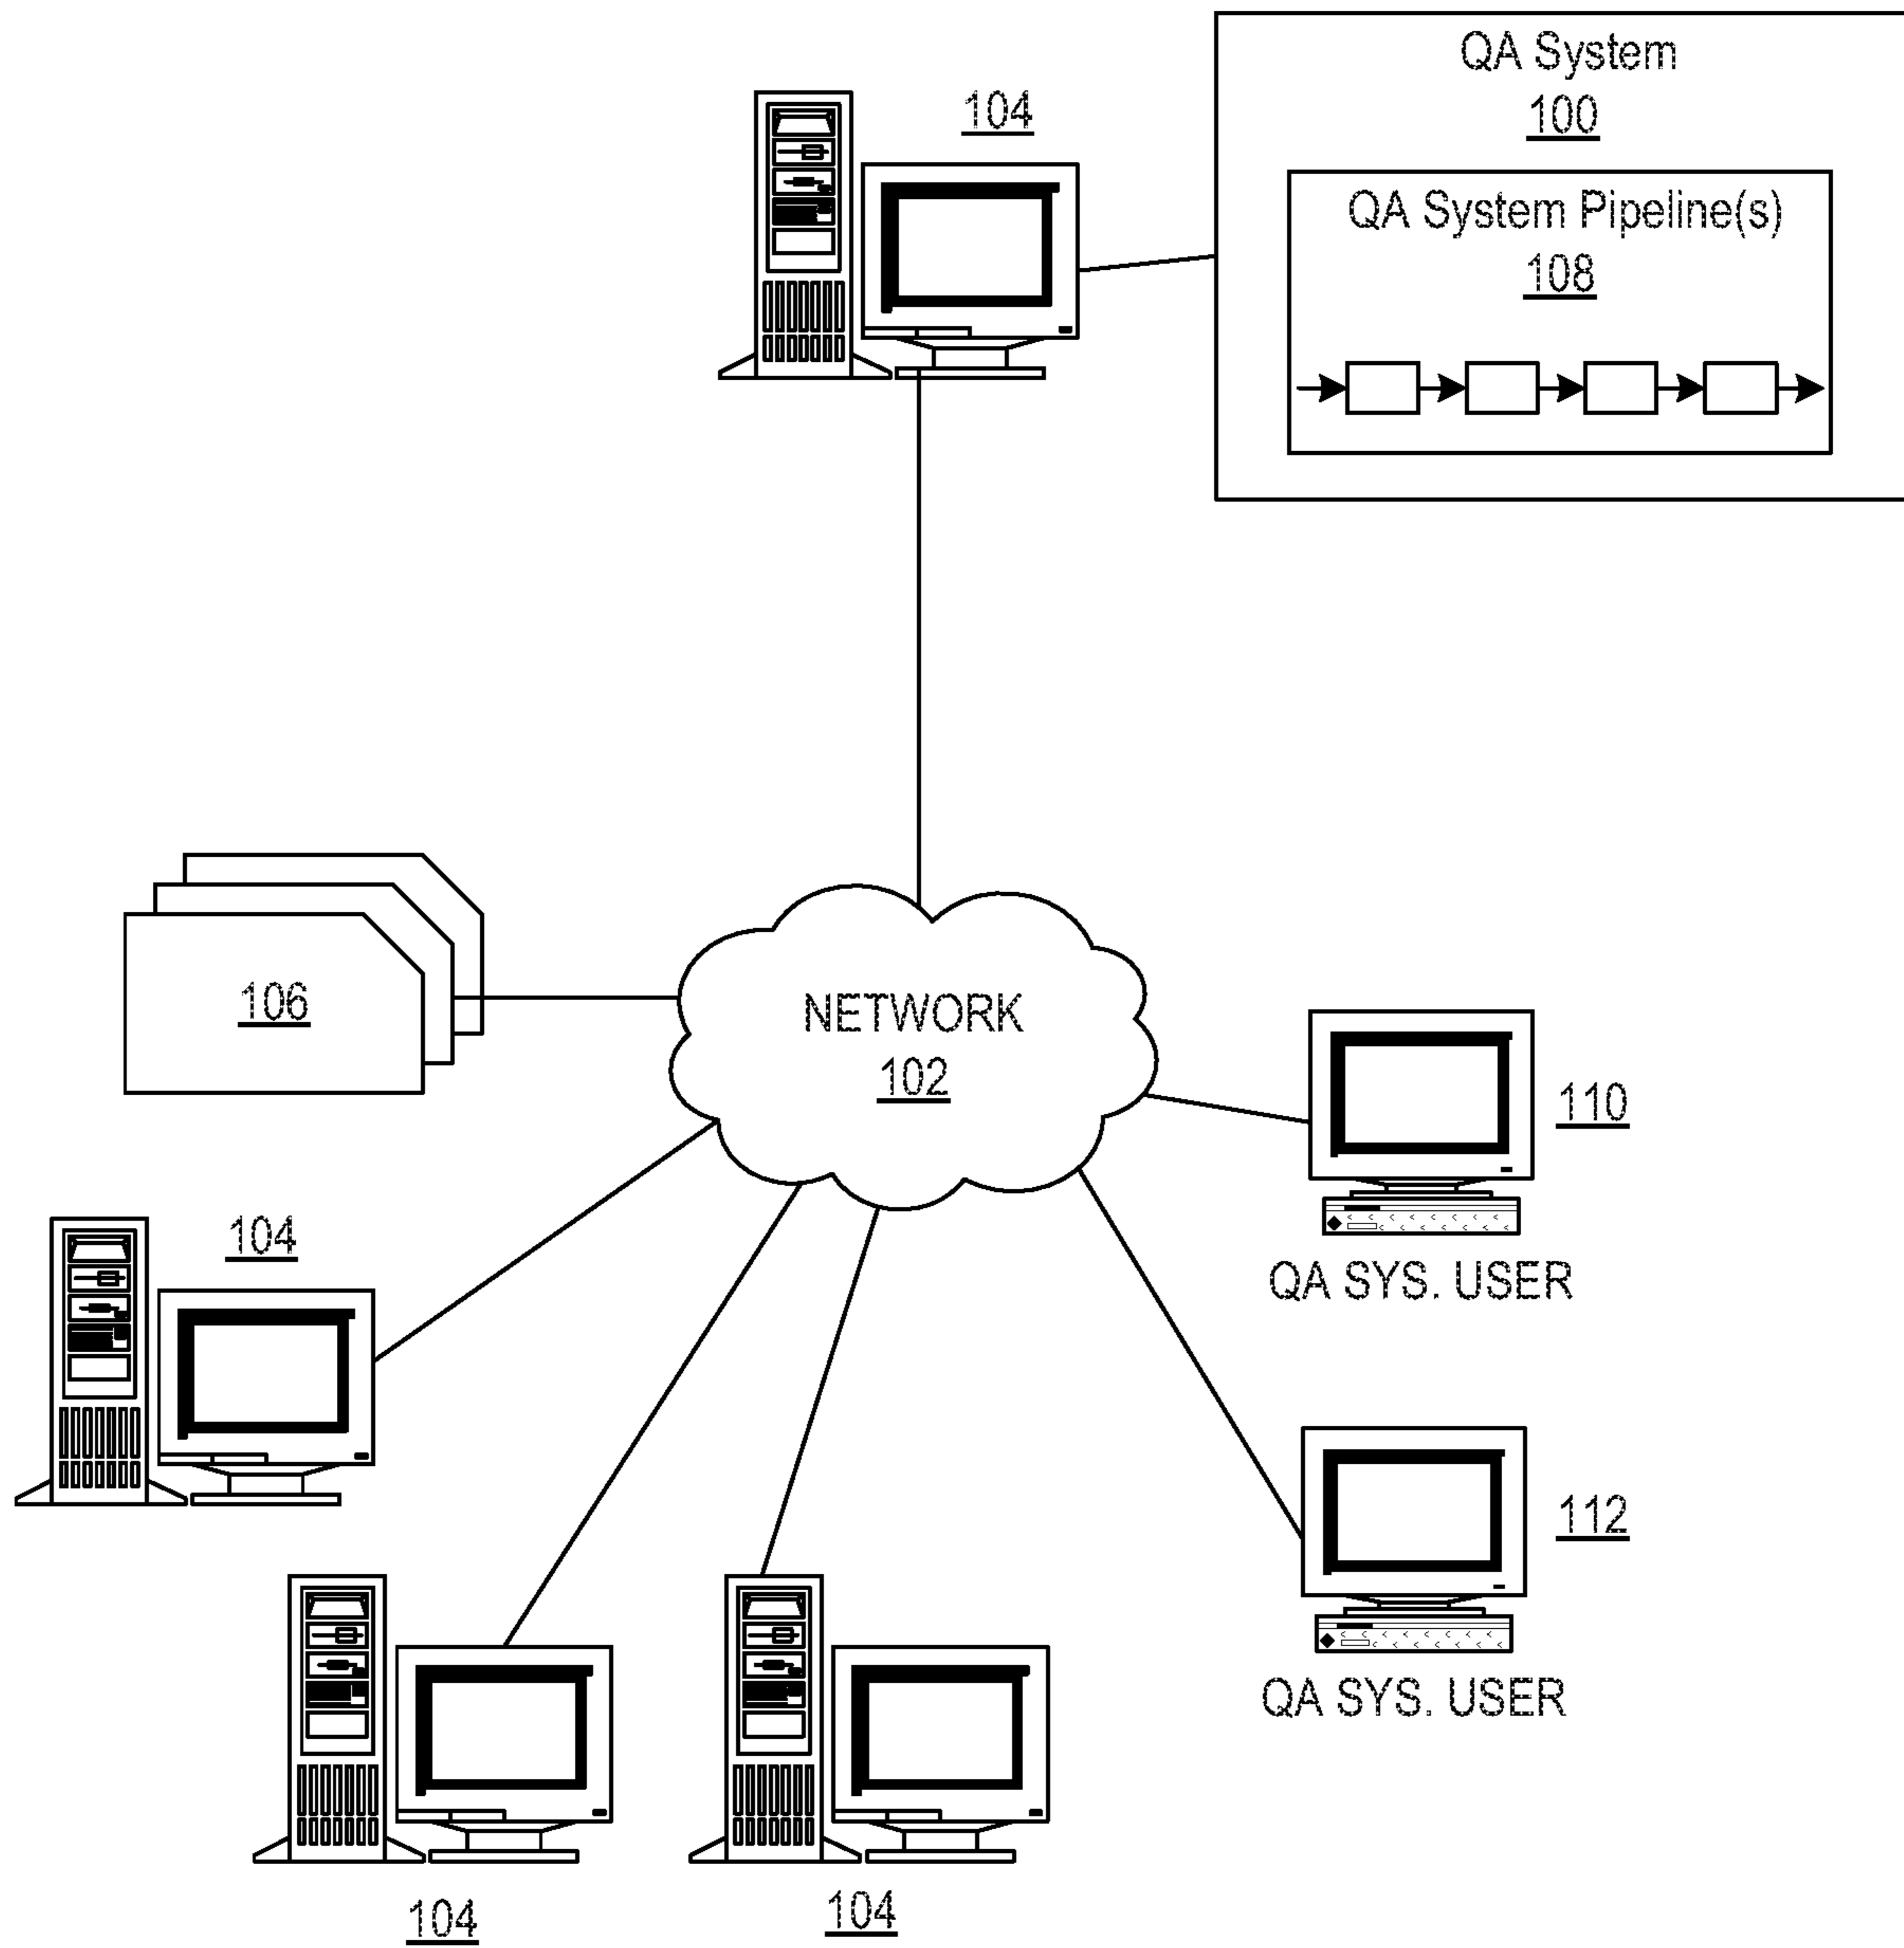 QA System
100
104
QA System Pipeline(s)
108
106
NETWORK
102
110
QA SYS. USER
104
112
QA SYS. USER
104
104